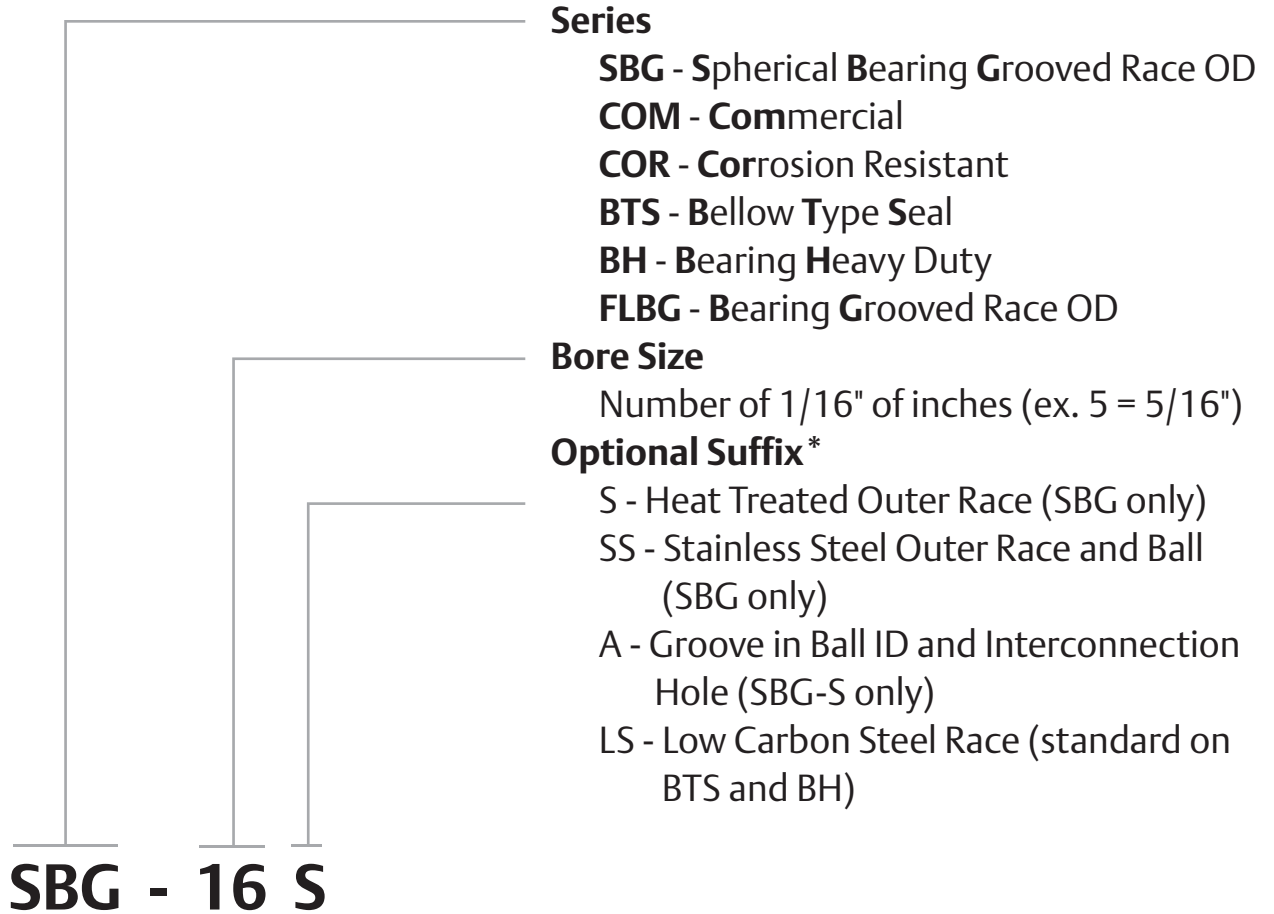 Series
SBG - Spherical Bearing Grooved Race OD
COM - Commercial
COR - Corrosion Resistant
BTS - Bellow Type Seal
BH - Bearing Heavy Duty
FLBG - Bearing Grooved Race OD
Bore Size
Number of 1/16" of inches (ex. 5 = 5/16")
Optional Suffix*
S - Heat Treated Outer Race (SBG only)
SS - Stainless Steel Outer Race and Ball
(SBG only)
A - Groove in Ball ID and Interconnection
Hole (SBG-S only)
LS - Low Carbon Steel Race (standard on
BTS and BH)
SBG - 16 S